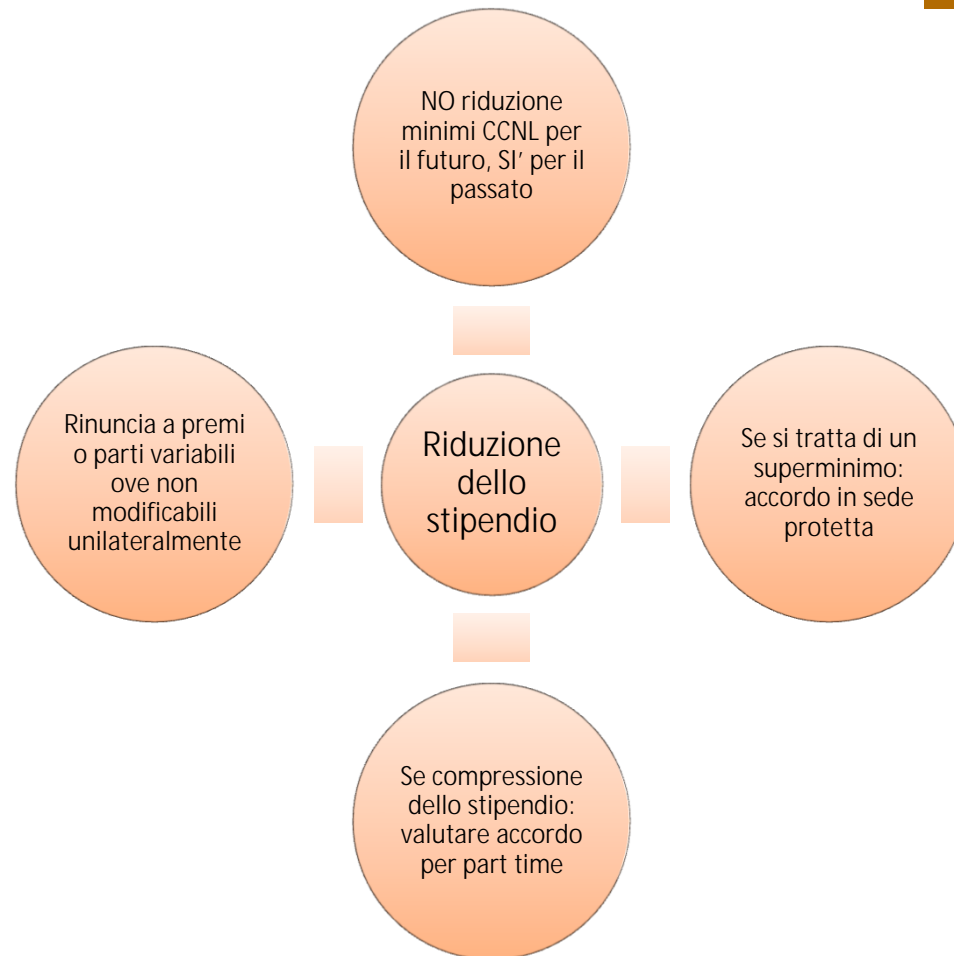 NO riduzione
minimi CCNL per
il futuro, SI' per il
passato
Rinuncia a premi
o parti variabili
ove non
modificabili
unilateralmente
Riduzione
dello
stipendio
Se si tratta di un
superminimo:
accordo in sede
protetta
Se compressione
dello stipendio:
valutare accordo
per part time